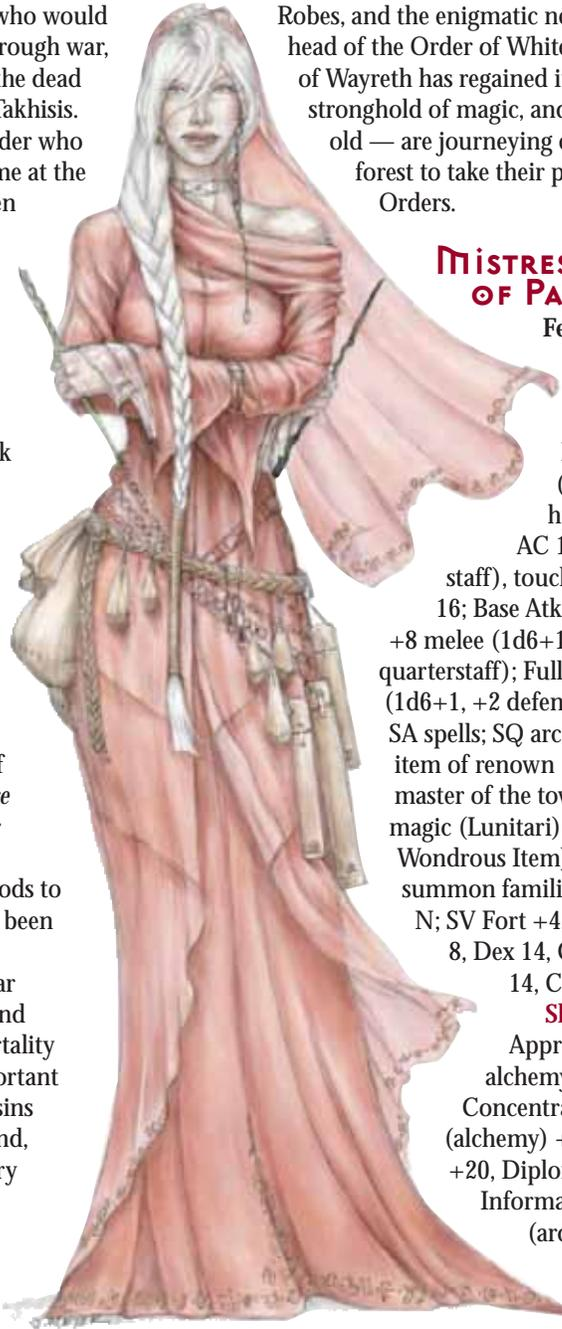 who would
rough war,
the dead
akhisis.
der who
me at the
en
k
f
e
ods to
been
ar
nd
rtality
ortant
sins
nd,
ry
Robes, and the enigmatic ne
head of the Order of White
of Wayreth has regained i
stronghold of magic, and
old — are journeying
forest to take their p
Orders.
MISTRES
OF PA
Fe
(
h
AC 1
staff), touch
16; Base Atk
+8 melee (1d6+1
quarterstaff); Full
(1d6+1, +2 defen
SA spells; SQ arc
item of renown
master of the tow
magic (Lunitari)
Wondrous Item)
summon famili
N; SV Fort +4
8, Dex 14, C
14, C
Sk
Appr
alchemy
Concentra
(alchemy) +
+20, Diplo
Informa
(arc